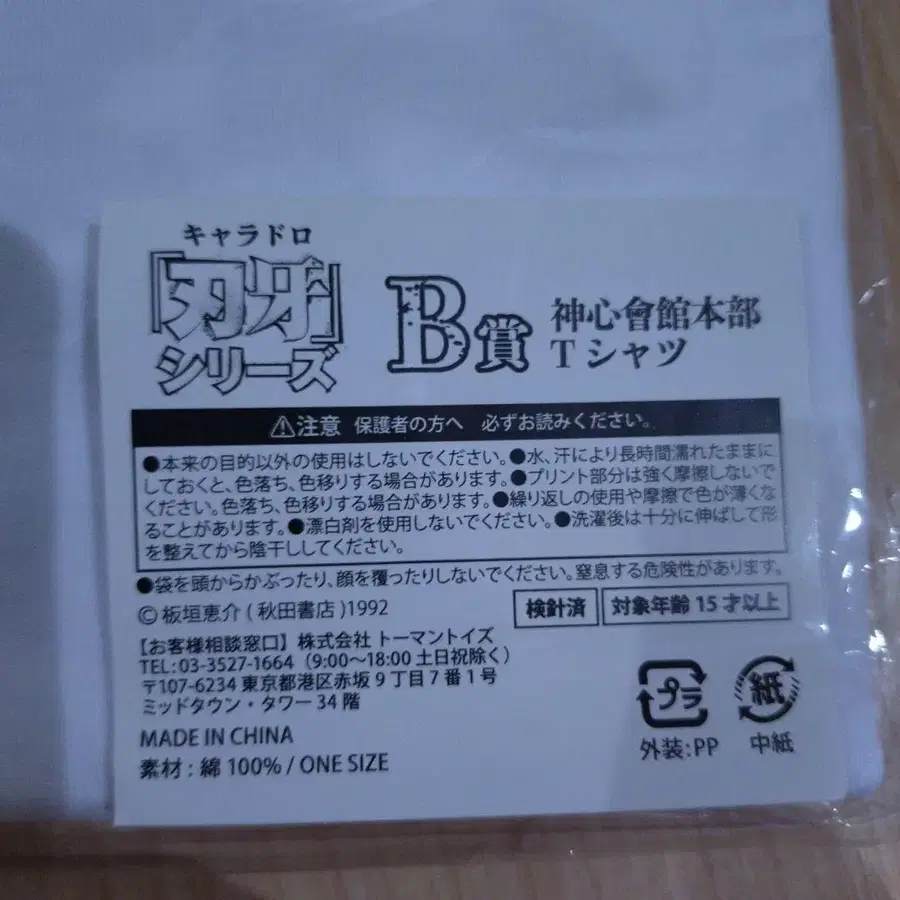 キャラドロ
『刃牙』
シリーズ
B賞
神心會館本部
Tシャツ
⚠注意 保護者の方へ 必ずお読みください。
●本来の目的以外の使用はしないでください。●水、汗により長時間濡れたままに
しておくと、色落ち、色移りする場合があります。●プリント部分は強く摩擦しないで
ください。色落ち、色移りする場合があります。●繰り返しの使用や摩擦で色が薄くな
ることがあります。●漂白剤を使用しないでください。●洗濯後は十分に伸ばして形
を整えてから陰干ししてください。
●袋を頭からかぶったり、顔を覆ったりしないでください。窒息する危険性があります。
©板垣恵介 ( 秋田書店 )1992
検針済
対象年齢 15 才以上
【お客様相談窓口】 株式会社 トーマントイズ
TEL:03-3527-1664 (9:00〜18:00 土日祝除く)
〒107-6234 東京都港区赤坂 9 丁目 7 番 1 号
ミッドタウン・タワー 34 階
MADE IN CHINA
素材 : 綿 100% / ONE SIZE
プラ
外装:PP
紙
中紙